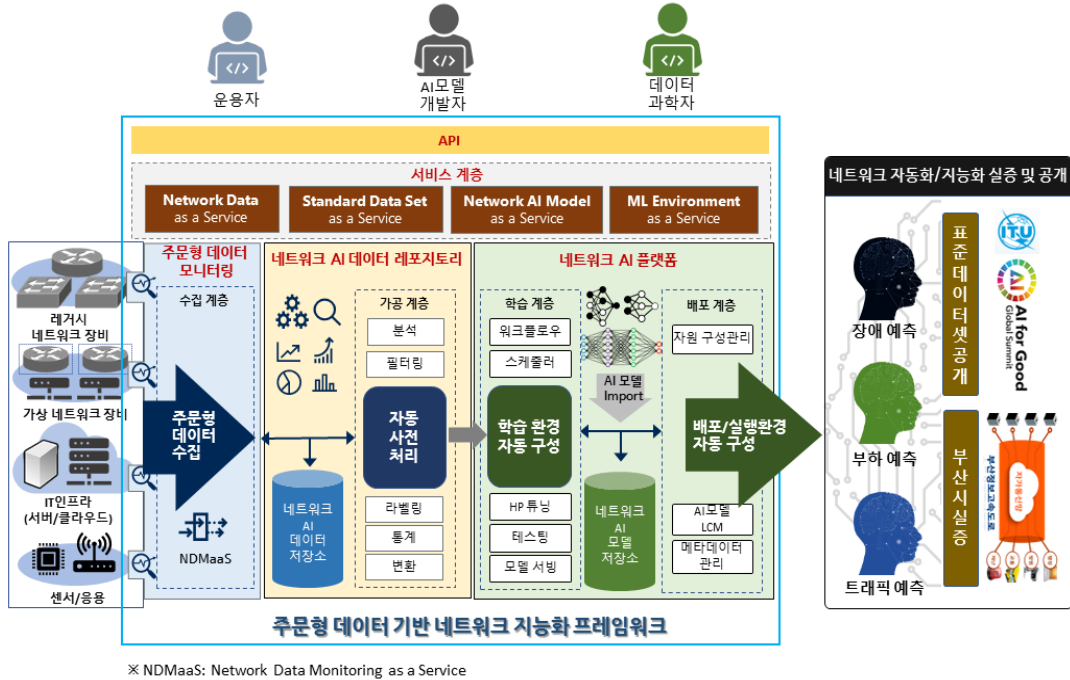 운용자
AI모델
개발자
데이터
과학자
API
서비스 계층
Network Data
as a Service
Standard Data Set
as a Service
Network AI Model
as a Service
ML Environment
as a Service
레거시
네트워크 장비
가상 네트워크 장비
IT인프라
(서버/클라우드)
센서/응용
주문형 데이터
모니터링
수집 계층
주문형
데이터
수집
NDMaaS
네트워크 AI 데이터 레포지토리
가공 계층
분석
필터링
자동
사전
처리
네트워크
AI
데이터
저장소
라벨링
통계
변환
네트워크 AI 플랫폼
학습 계층
워크플로우
스케줄러
학습 환경
자동 구성
HP 튜닝
테스팅
모델 서빙
AI 모델
Import
네트워크
AI
모델
저장소
배포 계층
자원 구성관리
배포/실행환경
자동 구성
AI모델
LCM
메타데이터
관리
주문형 데이터 기반 네트워크 지능화 프레임워크
네트워크 자동화/지능화 실증 및 공개
장애 예측
부하 예측
트래픽 예측
표준데이터셋공개
부산시실증
ITU
AI
AI for Good
Global Summit
부산정보고속도로
자가통신망
※ NDMaaS: Network Data Monitoring as a Service